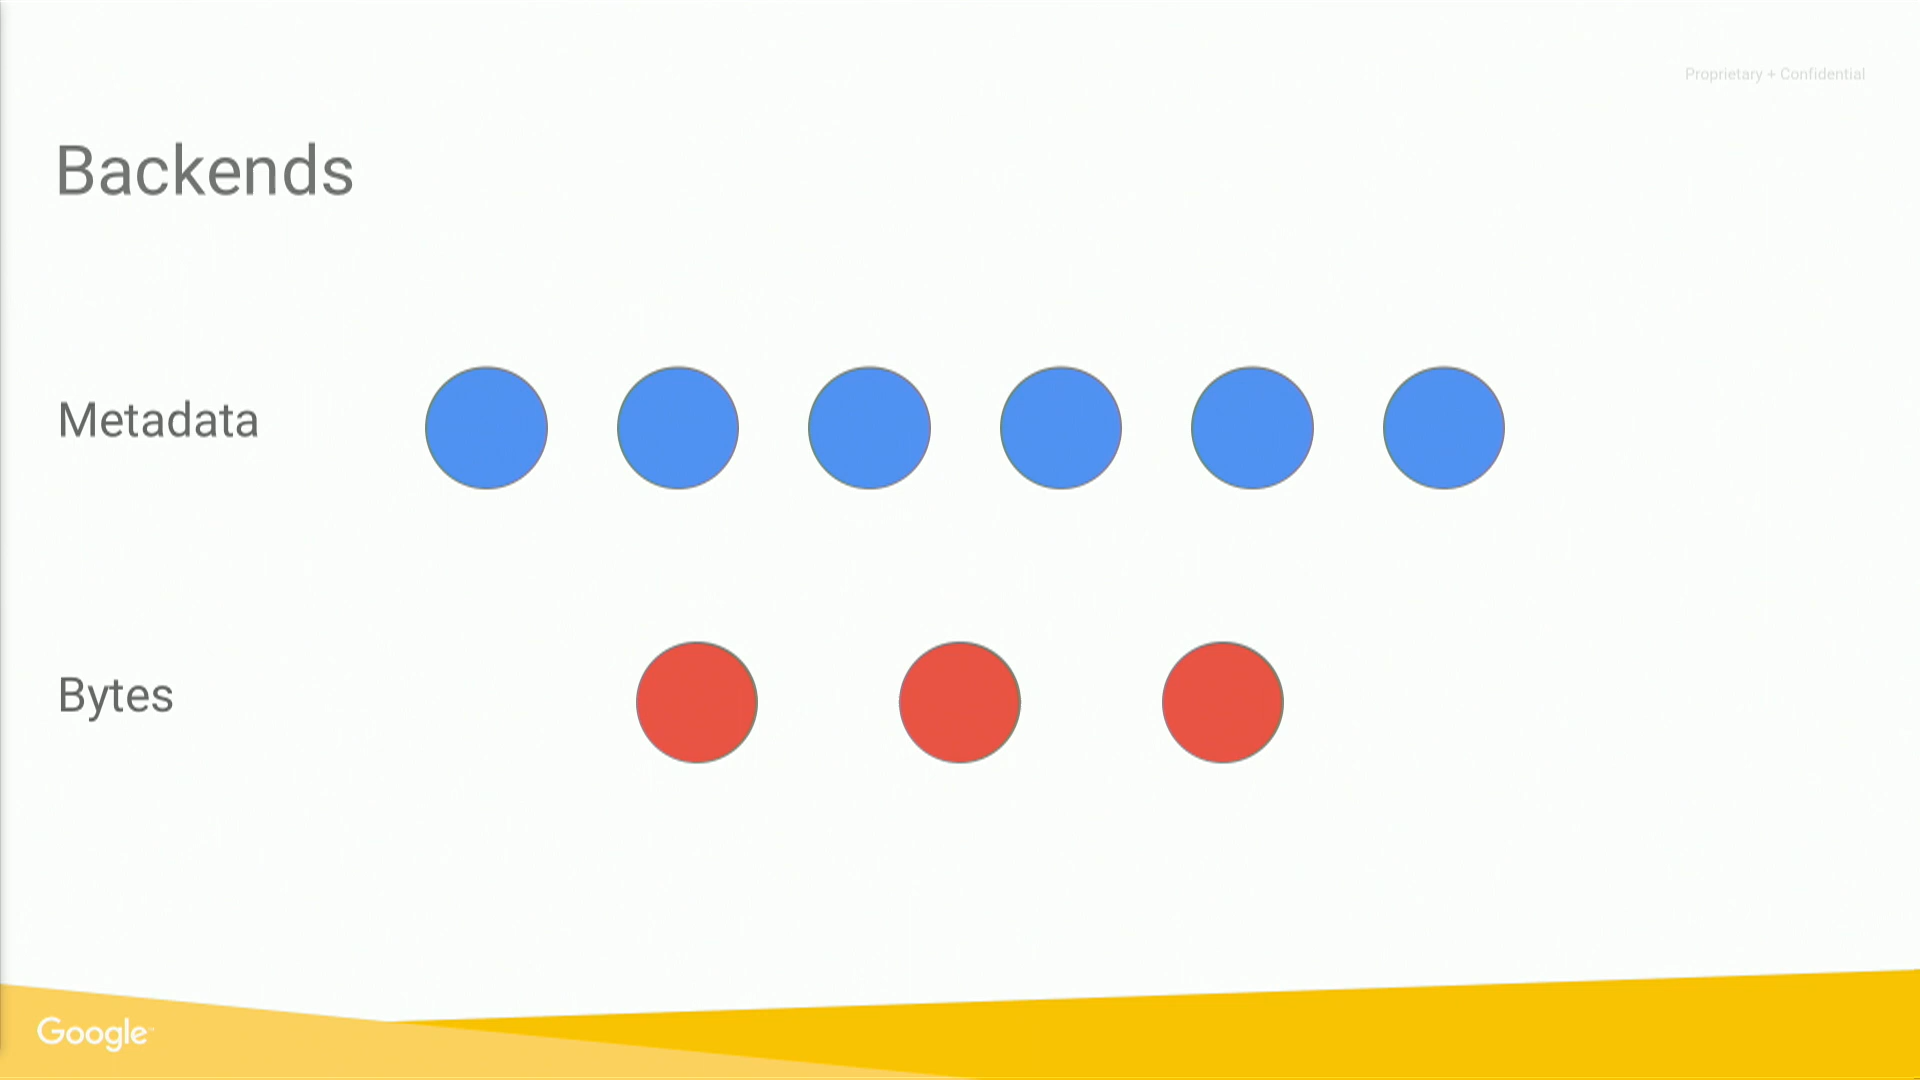 Proprietary + Confidential
Backends
Metadata
Bytes
Google